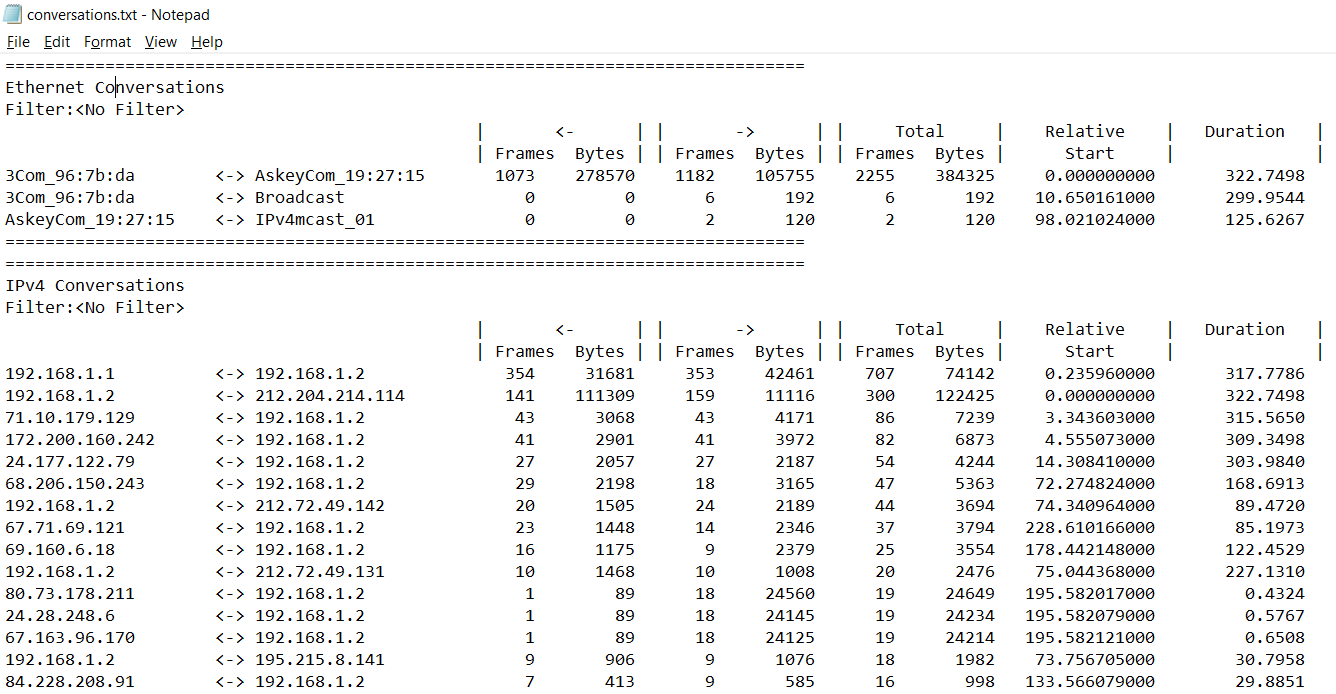 conversations.txt - Notepad
File Edit Format View Help
================================================================================
Ethernet Conversations
Filter:<No Filter>
                                               |       <-      | |       ->      | |     Total     |    Relative    |   Duration   |
                                               | Frames  Bytes | | Frames  Bytes | | Frames  Bytes |      Start     |              |
3Com_96:7b:da        <-> AskeyCom_19:27:15       1073    278570    1182    105755    2255    384325     0.000000000       322.7498
3Com_96:7b:da        <-> Broadcast                  0         0       6       192       6       192    10.650161000       299.9544
AskeyCom_19:27:15    <-> IPv4mcast_01               0         0       2       120       2       120    98.021024000       125.6267
================================================================================
================================================================================
IPv4 Conversations
Filter:<No Filter>
                                               |       <-      | |       ->      | |     Total     |    Relative    |   Duration   |
                                               | Frames  Bytes | | Frames  Bytes | | Frames  Bytes |      Start     |              |
192.168.1.1          <-> 192.168.1.2              354     31681     353     42461     707     74142     0.235960000       317.7786
192.168.1.2          <-> 212.204.214.114          141    111309     159     11116     300    122425     0.000000000       322.7498
71.10.179.129        <-> 192.168.1.2               43      3068      43      4171      86      7239     3.343603000       315.5650
172.200.160.242      <-> 192.168.1.2               41      2901      41      3972      82      6873     4.555073000       309.3498
24.177.122.79        <-> 192.168.1.2               27      2057      27      2187      54      4244    14.308410000       303.9840
68.206.150.243       <-> 192.168.1.2               29      2198      18      3165      47      5363    72.274824000       168.6913
192.168.1.2          <-> 212.72.49.142             20      1505      24      2189      44      3694    74.340964000        89.4720
67.71.69.121         <-> 192.168.1.2               23      1448      14      2346      37      3794   228.610166000        85.1973
69.160.6.18          <-> 192.168.1.2               16      1175       9      2379      25      3554   178.442148000       122.4529
192.168.1.2          <-> 212.72.49.131             10      1468      10      1008      20      2476    75.044368000       227.1310
80.73.178.211        <-> 192.168.1.2                1        89      18     24560      19     24649   195.582017000         0.4324
24.28.248.6          <-> 192.168.1.2                1        89      18     24145      19     24234   195.582079000         0.5767
67.163.96.170        <-> 192.168.1.2                1        89      18     24125      19     24214   195.582121000         0.6508
192.168.1.2          <-> 195.215.8.141              9       906       9      1076      18      1982    73.756705000        30.7958
84.228.208.91        <-> 192.168.1.2                7       413       9       585      16       998   133.566079000        29.8851